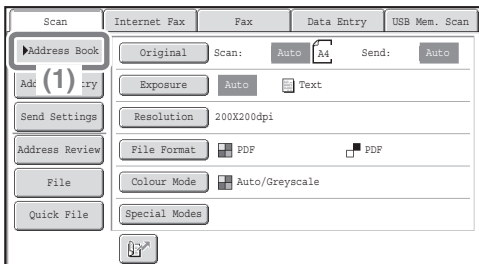 Scan Internet Fax Fax Data Entry USB Mem. Scan
Address Book Original Scan: Auto A4 Send: Auto
(1) Exposure Auto Text
Send Settings Resolution 200X200dpi
Address Review File Format PDF PDF
File Colour Mode Auto/Greyscale
Quick File Special Modes